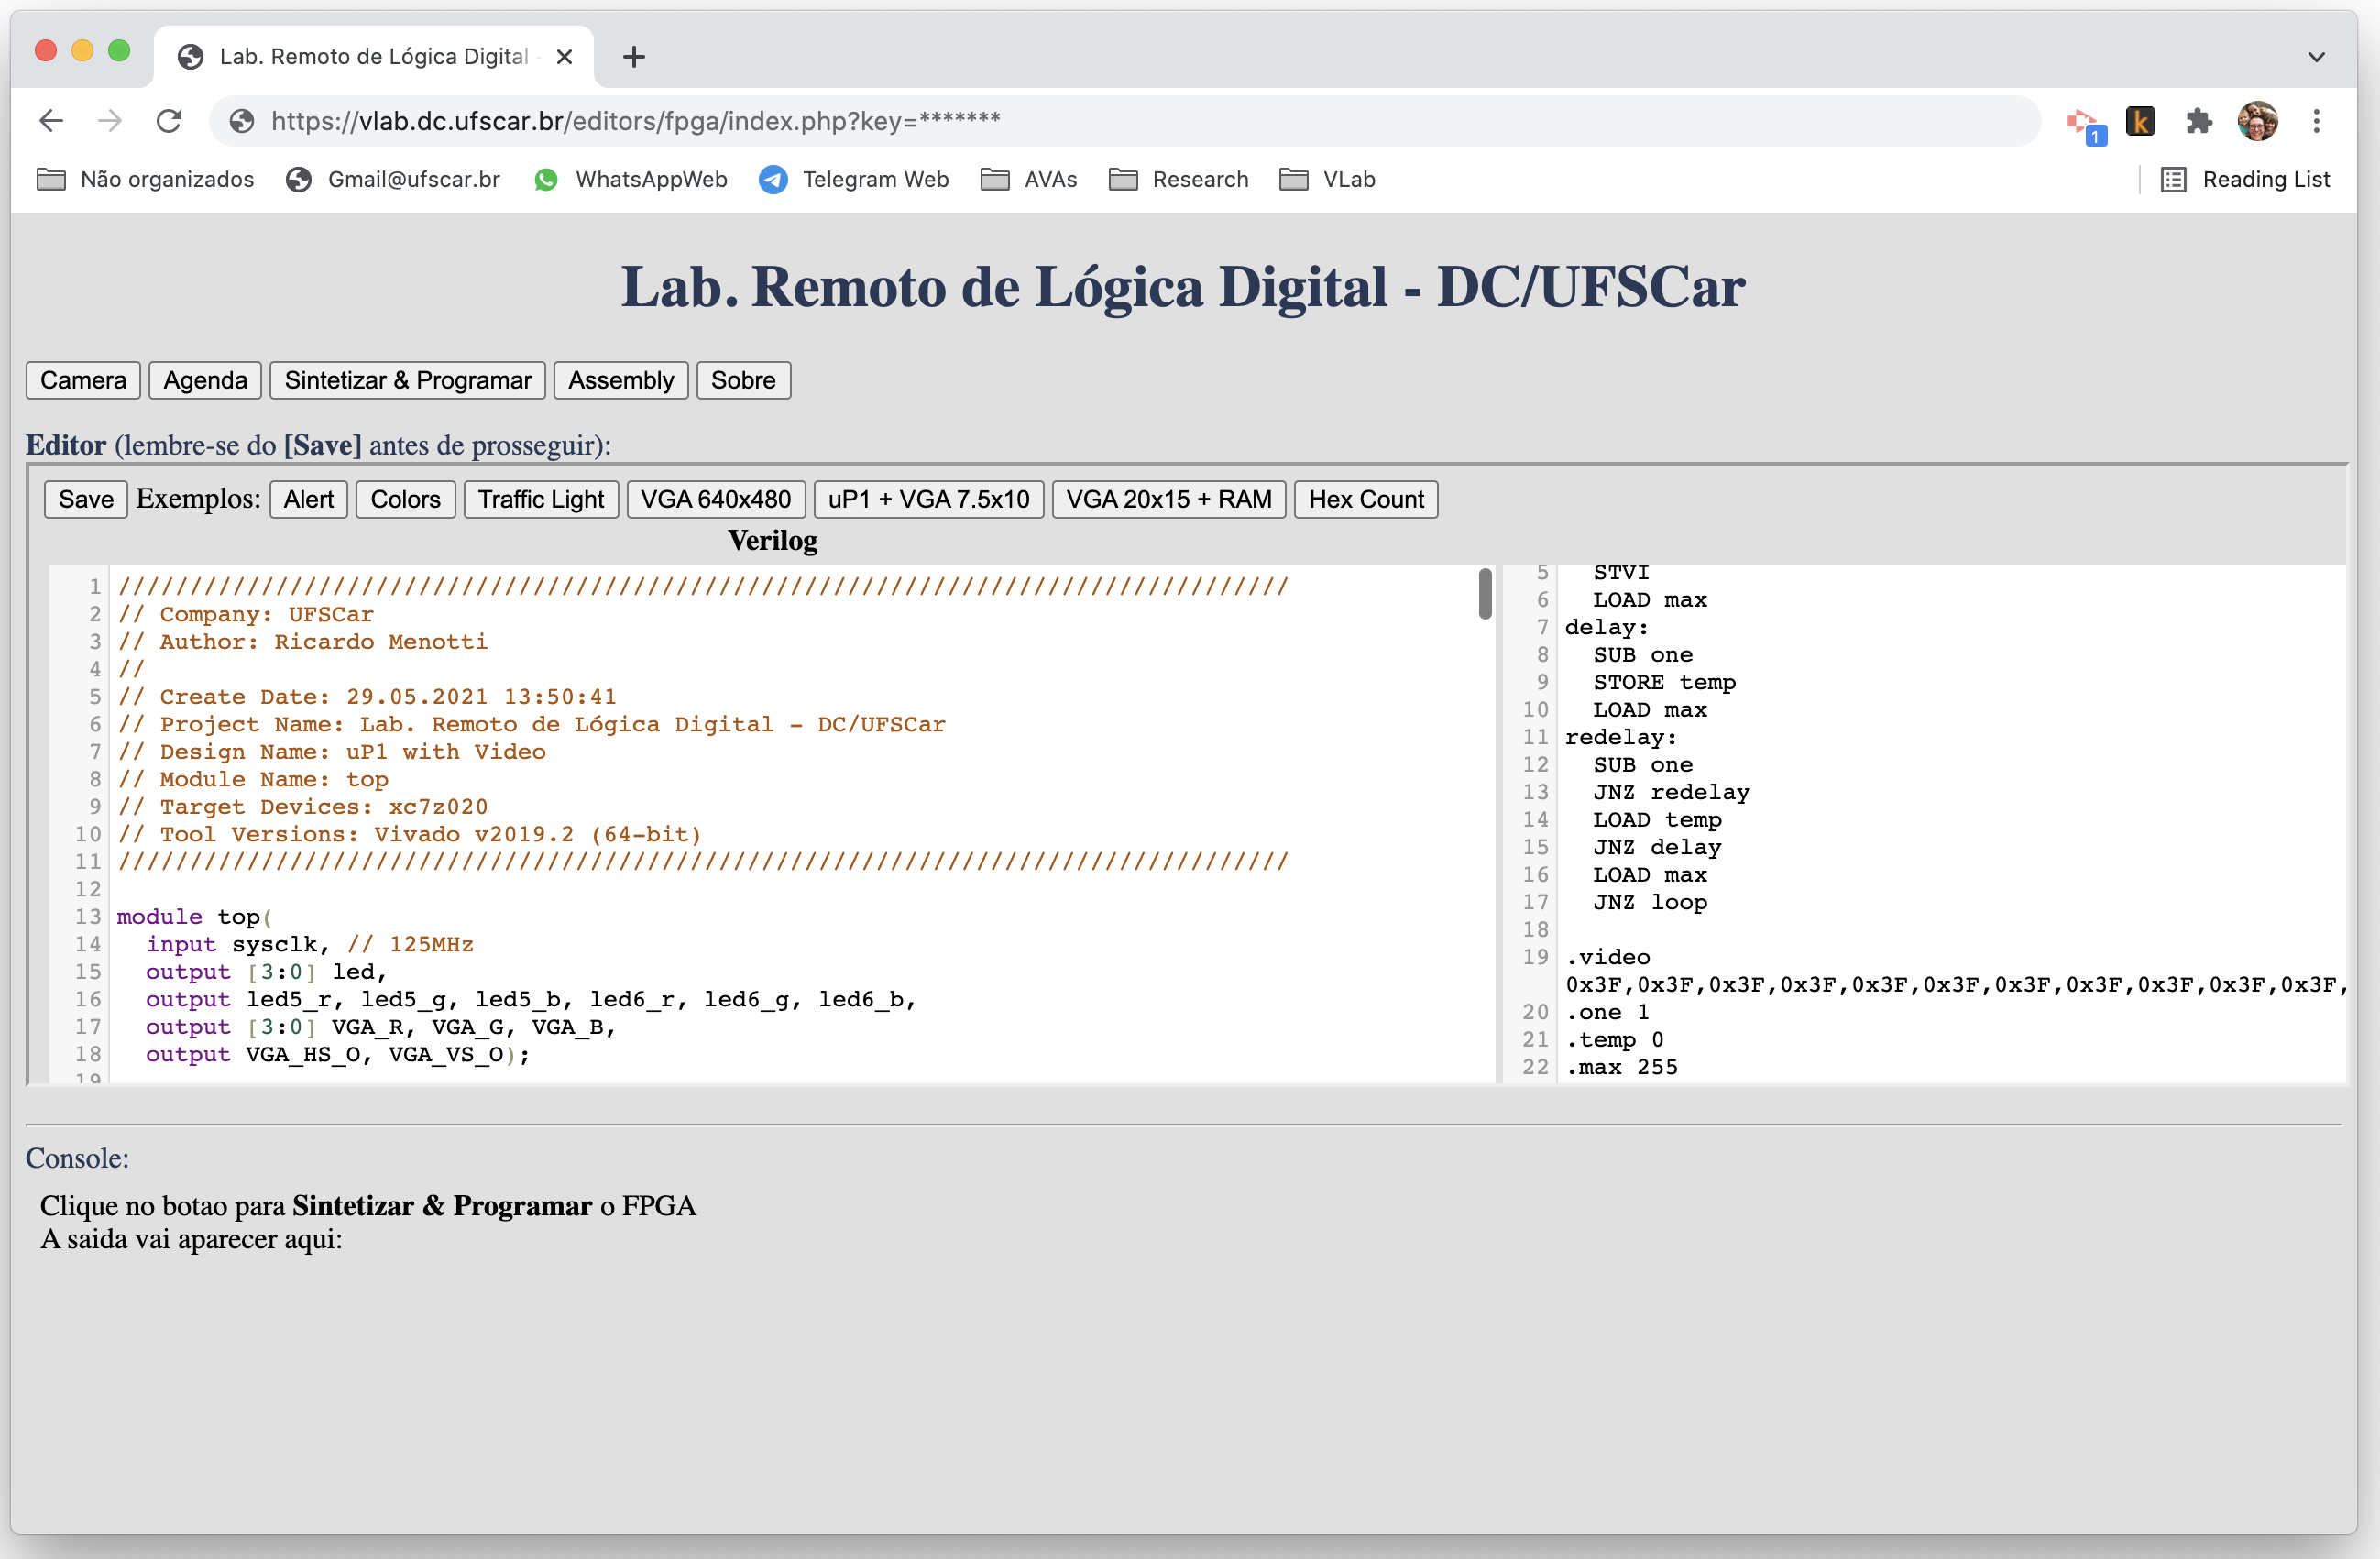 Lab. Remoto de Lógica Digital -
https://vlab.dc.ufscar.br/editors/fpga/index.php?key=*******
k
1
Não organizados Gmail@ufscar.br WhatsAppWeb Telegram Web AVAs Research VLab Reading List
Lab. Remoto de Lógica Digital - DC/UFSCar
Camera Agenda Sintetizar & Programar Assembly Sobre
Editor (lembre-se do [Save] antes de prosseguir):
Save Exemplos: Alert Colors Traffic Light VGA 640x480 uP1 + VGA 7.5x10 VGA 20x15 + RAM Hex Count
Verilog
1 //////////////////////////////////////////////////////////////////////////////////
2 // Company: UFSCar
3 // Author: Ricardo Menotti
4 //
5 // Create Date: 29.05.2021 13:50:41
6 // Project Name: Lab. Remoto de Lógica Digital - DC/UFSCar
7 // Design Name: uP1 with Video
8 // Module Name: top
9 // Target Devices: xc7z020
10 // Tool Versions: Vivado v2019.2 (64-bit)
11 //////////////////////////////////////////////////////////////////////////////////
12
13 module top(
14 input sysclk, // 125MHz
15 output [3:0] led,
16 output led5_r, led5_g, led5_b, led6_r, led6_g, led6_b,
17 output [3:0] VGA_R, VGA_G, VGA_B,
18 output VGA_HS_O, VGA_VS_O);
19
5 STVI
6 LOAD max
7 delay:
8 SUB one
9 STORE temp
10 LOAD max
11 redelay:
12 SUB one
13 JNZ redelay
14 LOAD temp
15 JNZ delay
16 LOAD max
17 JNZ loop
18
19 .video
0x3F,0x3F,0x3F,0x3F,0x3F,0x3F,0x3F,0x3F,0x3F,0x3F,0x3F,
20 .one 1
21 .temp 0
22 .max 255
Console:
Clique no botao para Sintetizar & Programar o FPGA
A saida vai aparecer aqui: